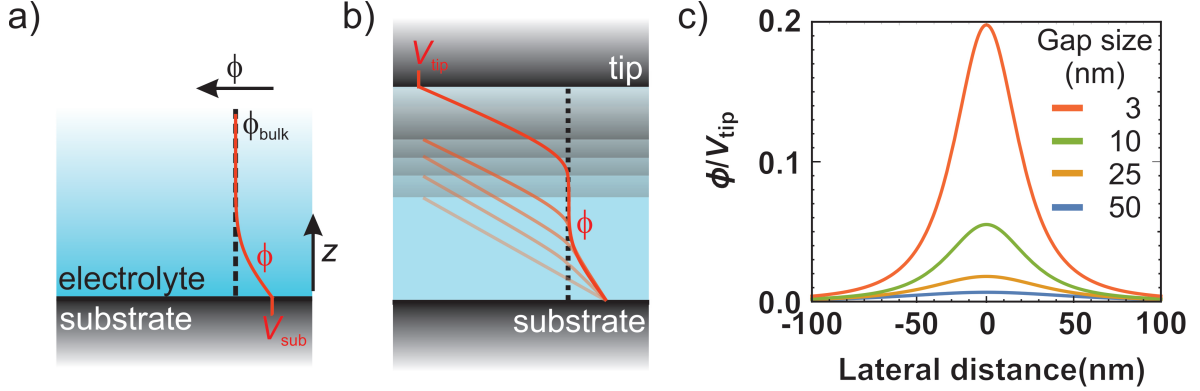 a)
ϕ
ϕbulk
ϕ
z
electrolyte
substrate
Vsub
b)
Vtip
tip
ϕ
substrate
c)
ϕ/Vtip
0.2
0.1
0.0
Gap size
(nm)
3
10
25
50
-100 -50 0 50 100
Lateral distance(nm)